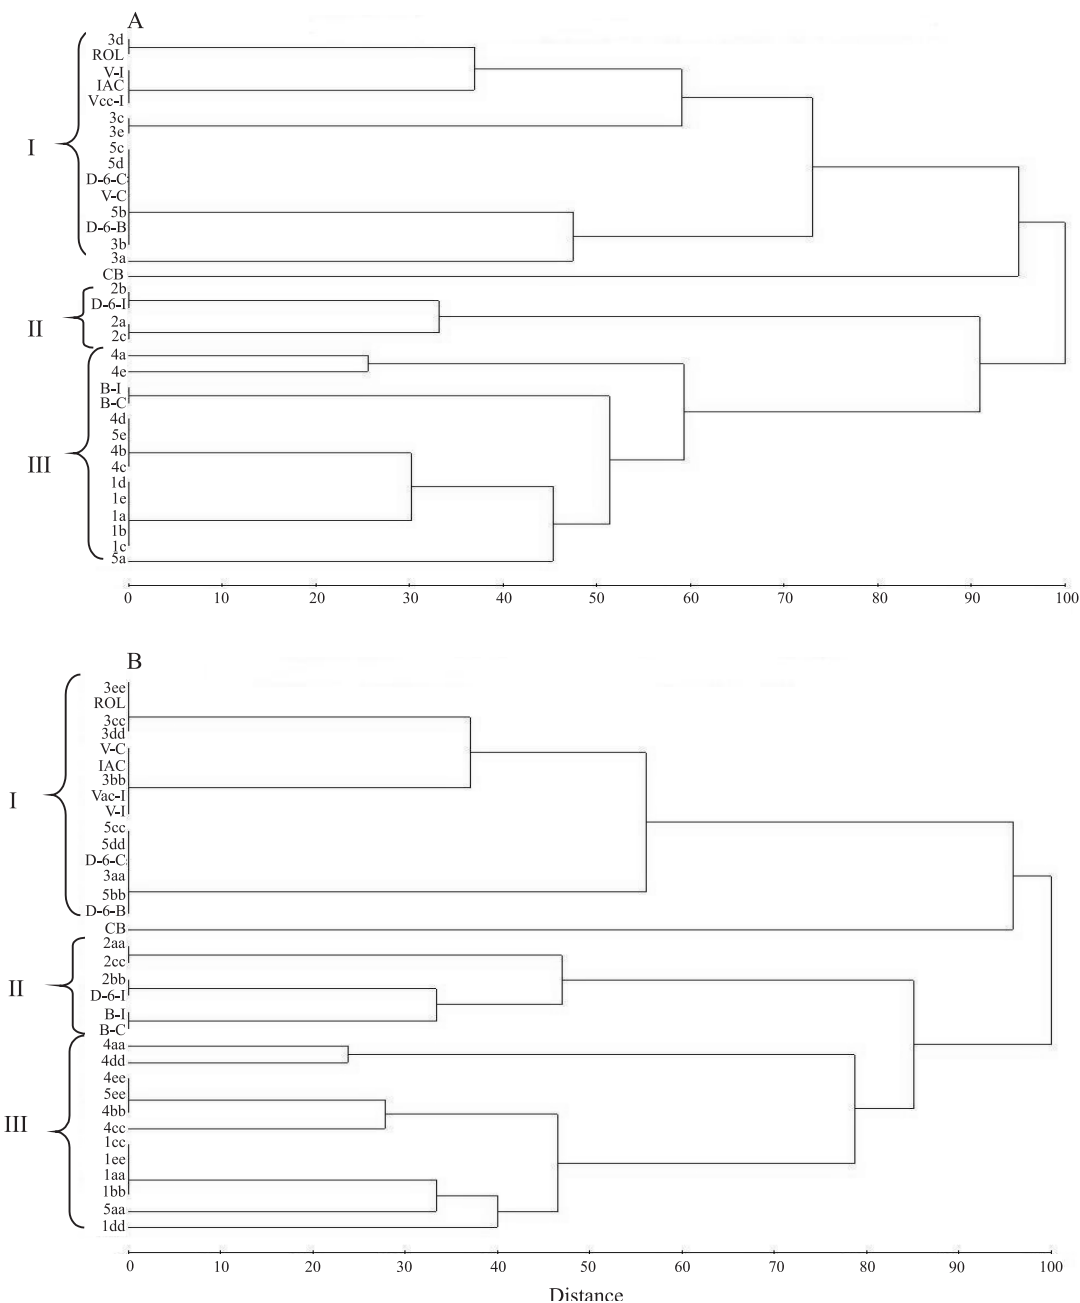 A
3d
ROL
V-I
IAC
Vcc-I
3c
3e
I
5c
5d
D-6-C
V-C
5b
D-6-B
3b
3a
CB
2b
D-6-I
II
2a
2c
4a
4e
B-I
B-C
4d
5e
4b
III
4c
1d
1e
1a
1b
1c
5a
0 10 20 30 40 50 60 70 80 90 100
B
3ee
ROL
3cc
3dd
V-C
IAC
3bb
I
Vac-I
V-I
5cc
5dd
D-6-C
3aa
5bb
D-6-B
CB
2aa
2cc
2bb
II
D-6-I
B-I
B-C
4aa
4dd
4ee
5ee
4bb
III
4cc
1cc
1ee
1aa
1bb
5aa
1dd
0 10 20 30 40 50 60 70 80 90 100
Distance